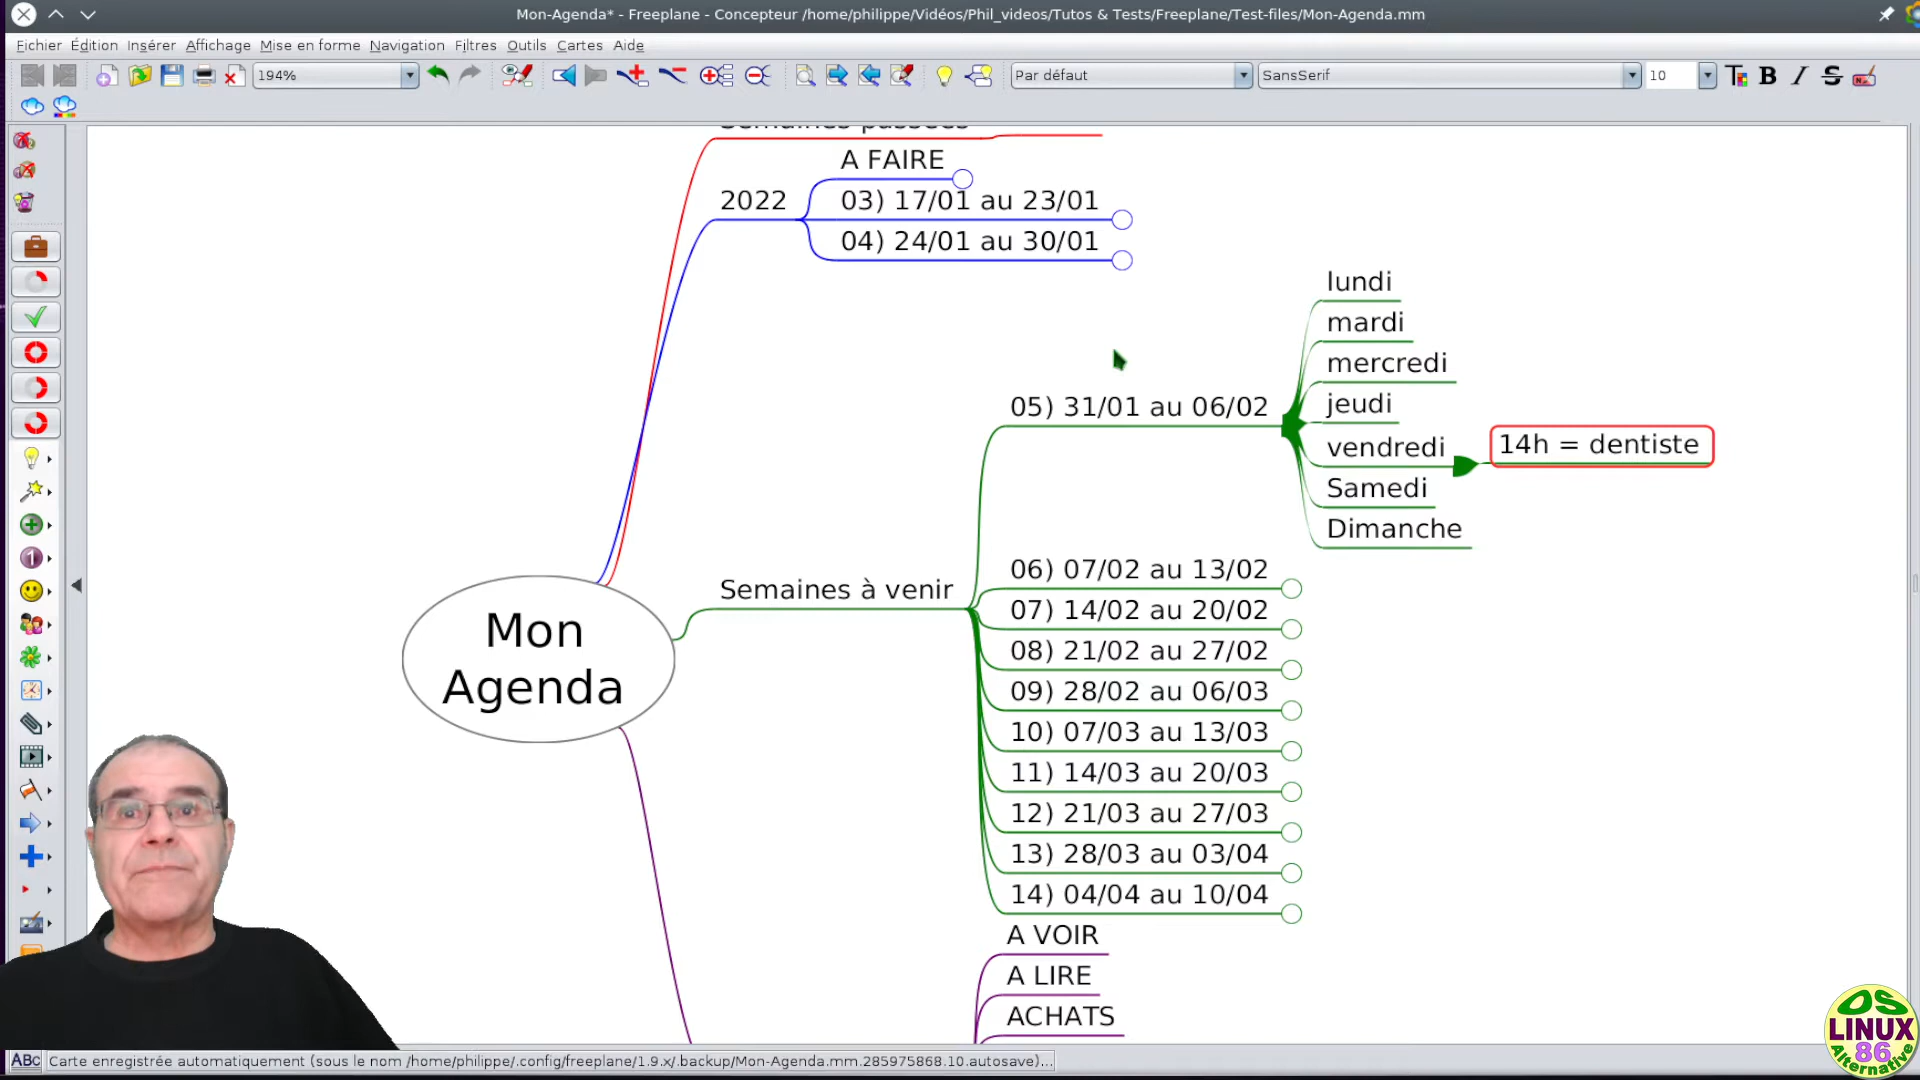 Mon-Agenda* - Freeplane - Concepteur /home/philippe/Vidéos/Phil_videos/Tutos & Tests/Freeplane/Test-files/Mon-Agenda.mm
Fichier Édition Insérer Affichage Mise en forme Navigation Filtres Outils Cartes Aide
194% Par défaut SansSerif 10
Semaines passées
A FAIRE
2022
03) 17/01 au 23/01
04) 24/01 au 30/01
lundi
mardi
mercredi
05) 31/01 au 06/02
jeudi
vendredi
14h = dentiste
Samedi
Dimanche
Mon
Agenda
Semaines à venir
06) 07/02 au 13/02
07) 14/02 au 20/02
08) 21/02 au 27/02
09) 28/02 au 06/03
10) 07/03 au 13/03
11) 14/03 au 20/03
12) 21/03 au 27/03
13) 28/03 au 03/04
14) 04/04 au 10/04
A VOIR
A LIRE
ACHATS
OS
LINUX
86
Alternative
ABC Carte enregistrée automatiquement (sous le nom /home/philippe/.config/freeplane/1.9.x/.backup/Mon-Agenda.mm.285975868.10.autosave)...